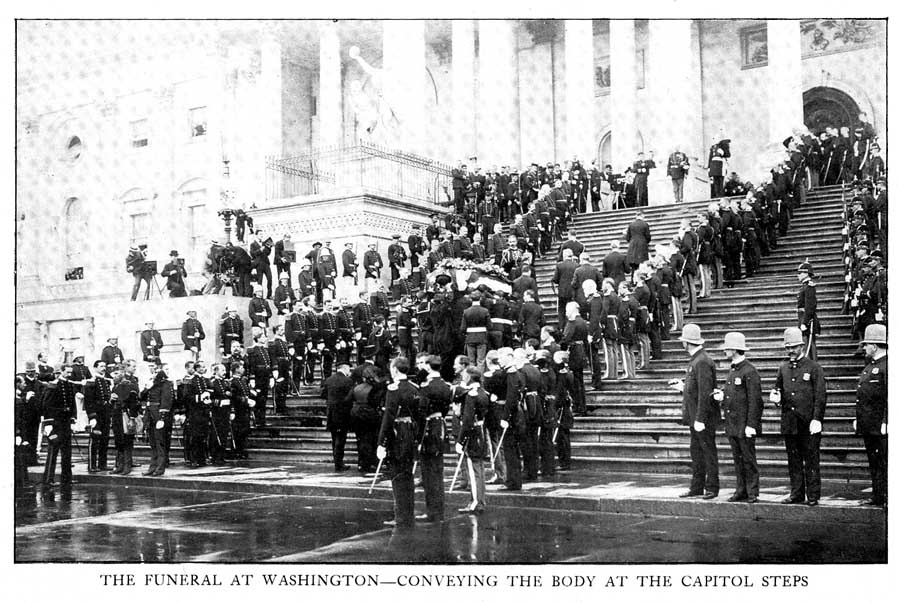 THE FUNERAL AT WASHINGTON—CONVEYING THE BODY AT THE CAPITOL STEPS